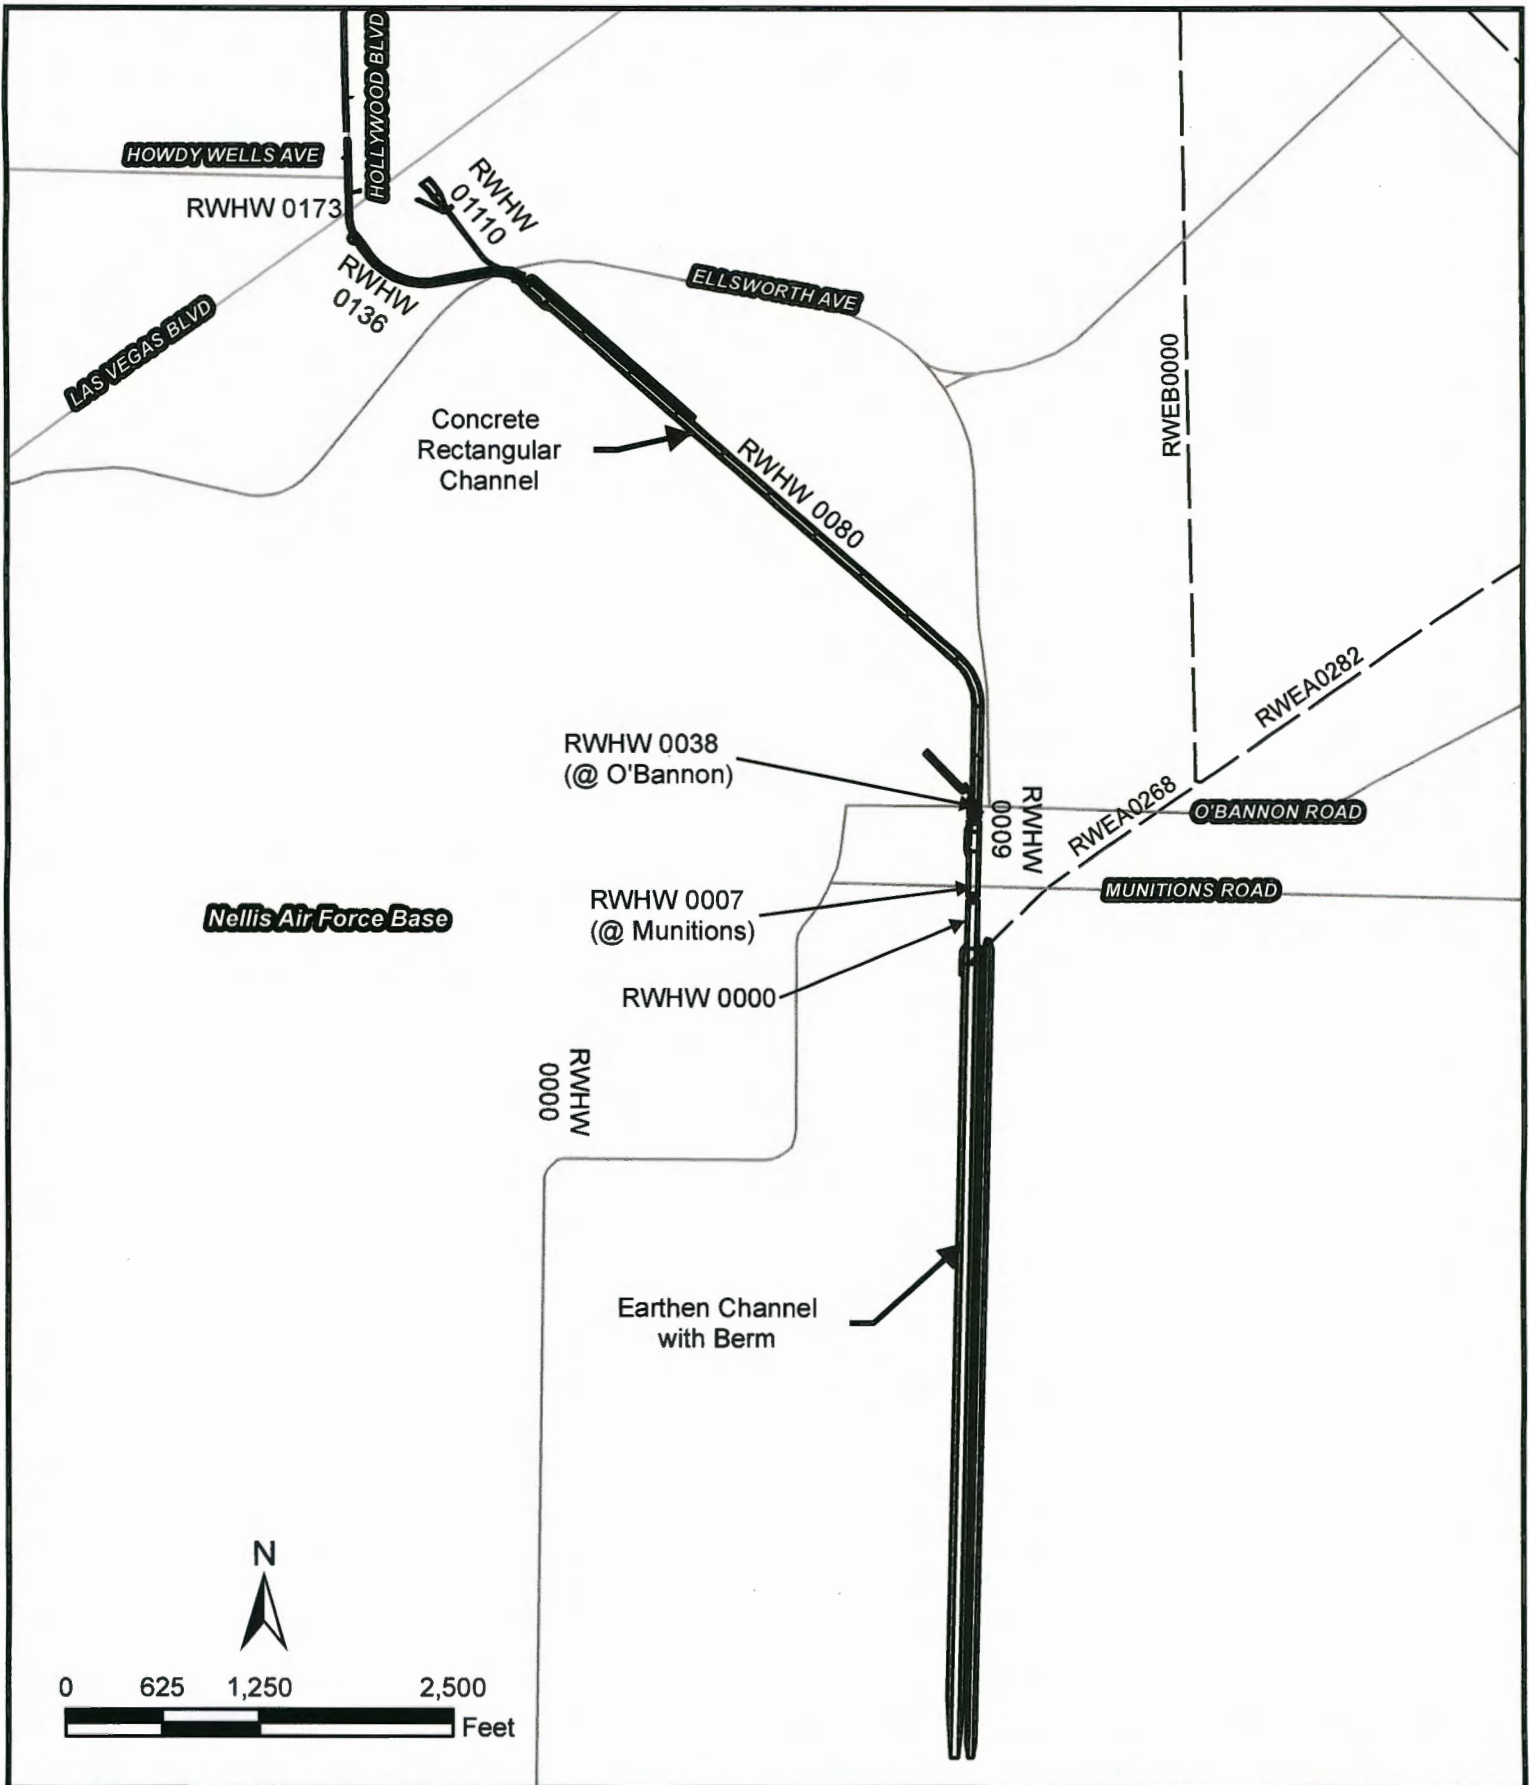 HOLLYWOOD BLVD
HOWDY WELLS AVE
RWHW 0173
RWHW
01110
RWHW
0136
ELLSWORTH AVE
LAS VEGAS BLVD
Concrete
Rectangular
Channel
RWHW 0080
RWEB0000
RWEA0282
RWHW 0038
(@ O'Bannon)
RWHW
0009
RWEA0268
O'BANNON ROAD
MUNITIONS ROAD
RWHW 0007
(@ Munitions)
Nellis Air Force Base
RWHW 0000
RWHW
0000
Earthen Channel
with Berm
N
0 625 1,250 2,500
Feet